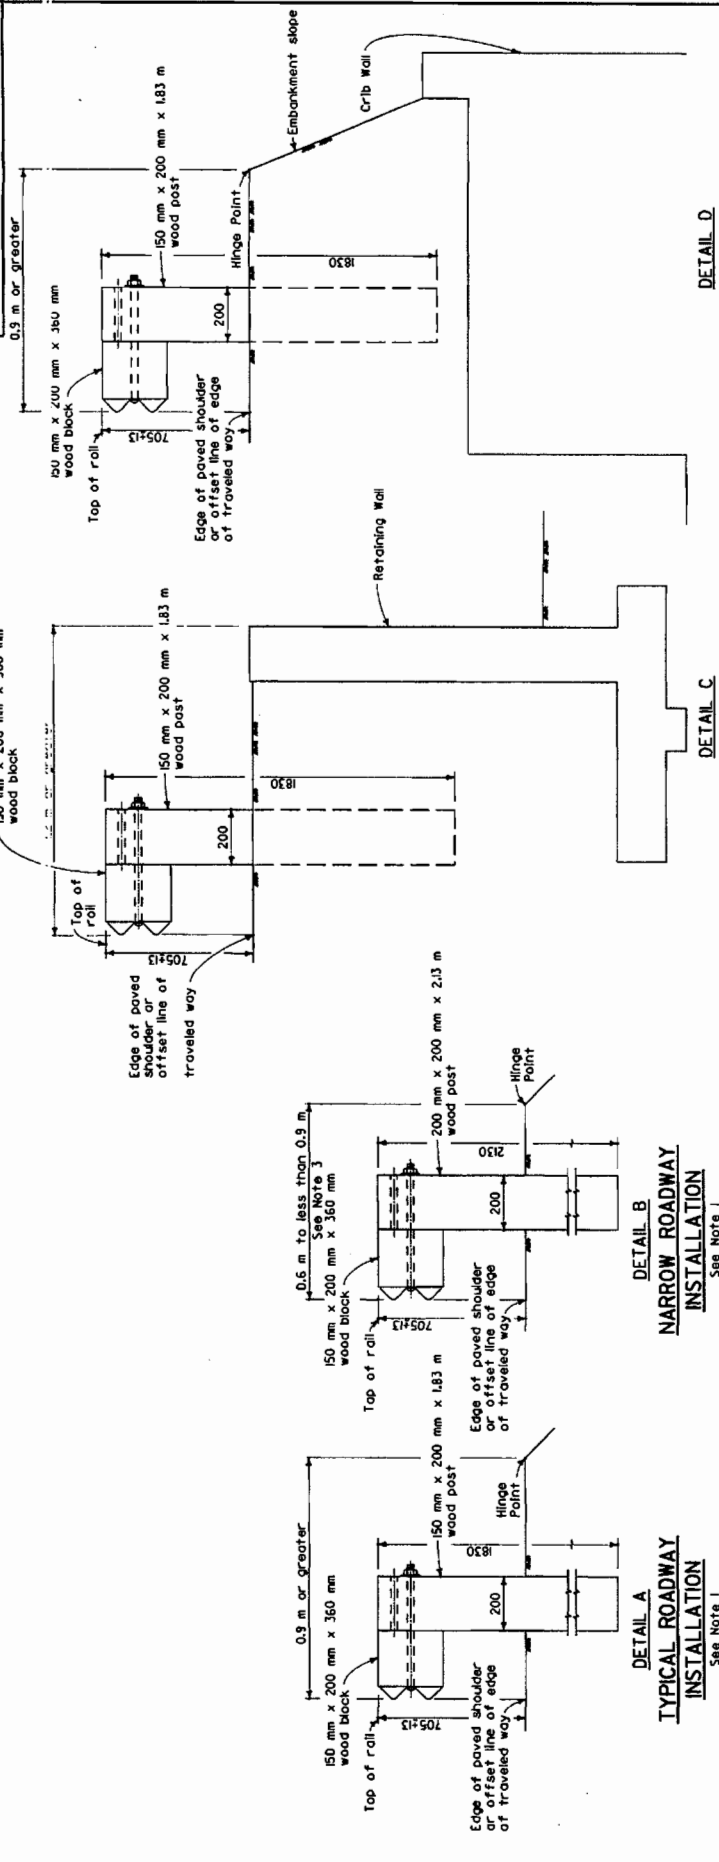 0.9 m or greater
150 mm x 200 mm x 360 mm
wood block
Top of rail
705±13
Edge of paved shoulder
or offset line of edge
of traveled way
200
1830
150 mm x 200 mm x 1.83 m
wood post
Hinge
Point
DETAIL A
TYPICAL ROADWAY
INSTALLATION
See Note 1
0.6 m to less than 0.9 m
See Note 3
150 mm x 200 mm x 360 mm
wood block
Top of rail
705±13
Edge of paved shoulder
or offset line of edge
of traveled way
200
2130
200 mm x 200 mm x 2.13 m
wood post
Hinge
Point
DETAIL B
NARROW ROADWAY
INSTALLATION
See Note 1
wood block
Top of
rail
705±13
Edge of paved
shoulder or
offset line of
traveled way
200
1830
150 mm x 200 mm x 1.83 m
wood post
Retaining Wall
DETAIL C
0.9 m or greater
150 mm x 200 mm x 360 mm
wood block
Top of rail
705±13
Edge of paved shoulder
or offset line of edge
of traveled way
200
1830
150 mm x 200 mm x 1.83 m
wood post
Hinge Point
Embankment slope
Crib Wall
DETAIL D